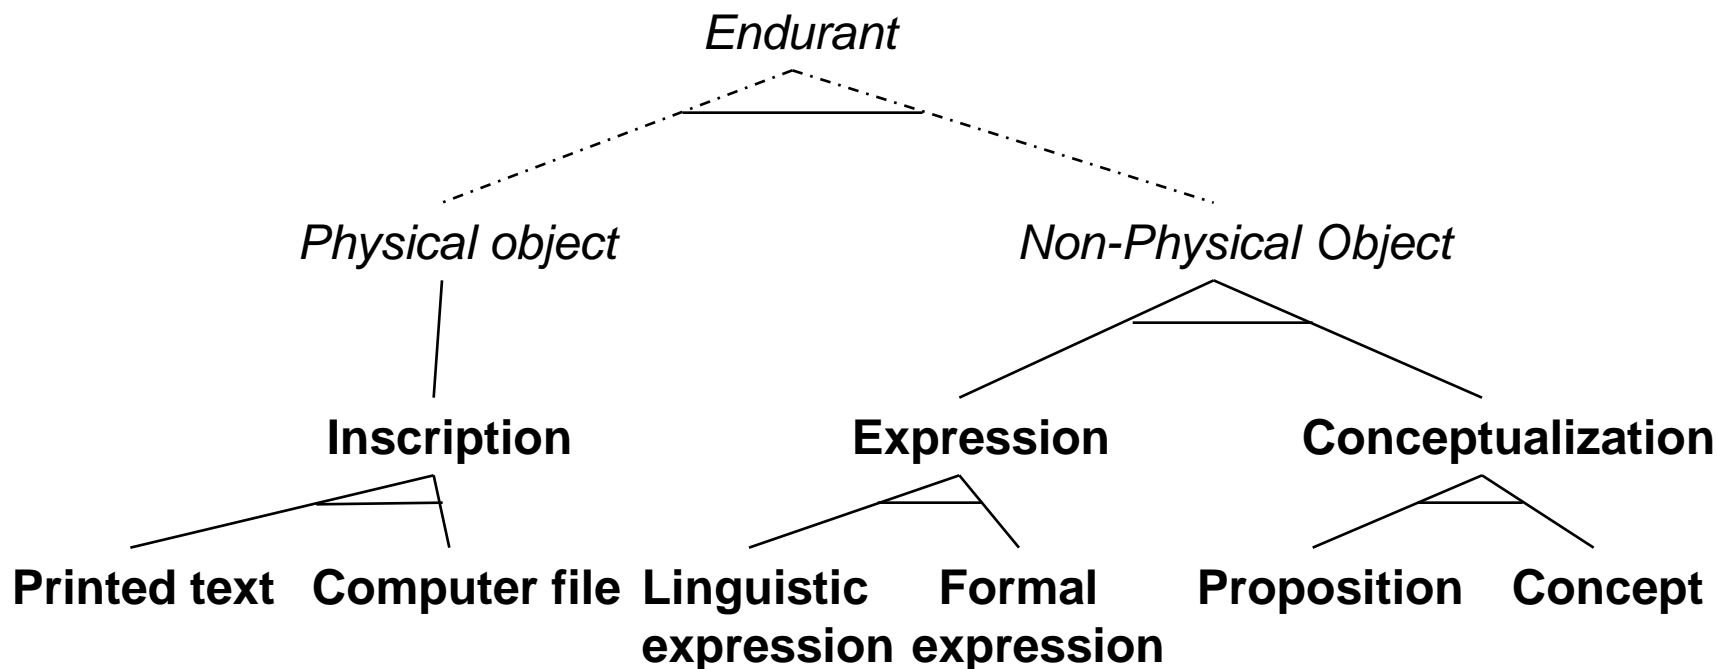 Endurant
Physical object
Non-Physical Object
Inscription
Expression
Conceptualization
Printed text
Computer file
Linguistic
expression
Formal
expression
Proposition
Concept